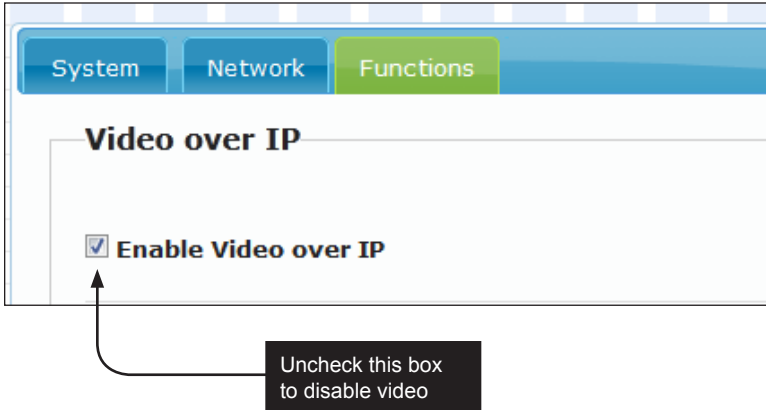 System Network Functions
Video over IP
Enable Video over IP
Uncheck this box
to disable video